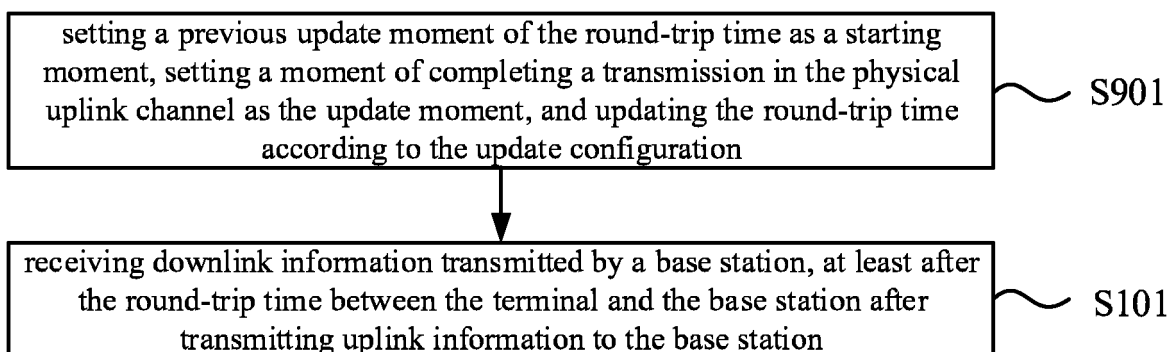 setting a previous update moment of the round-trip time as a starting
moment, setting a moment of completing a transmission in the physical
uplink channel as the update moment, and updating the round-trip time
according to the update configuration
S901
receiving downlink information transmitted by a base station, at least after
the round-trip time between the terminal and the base station after
transmitting uplink information to the base station
S101